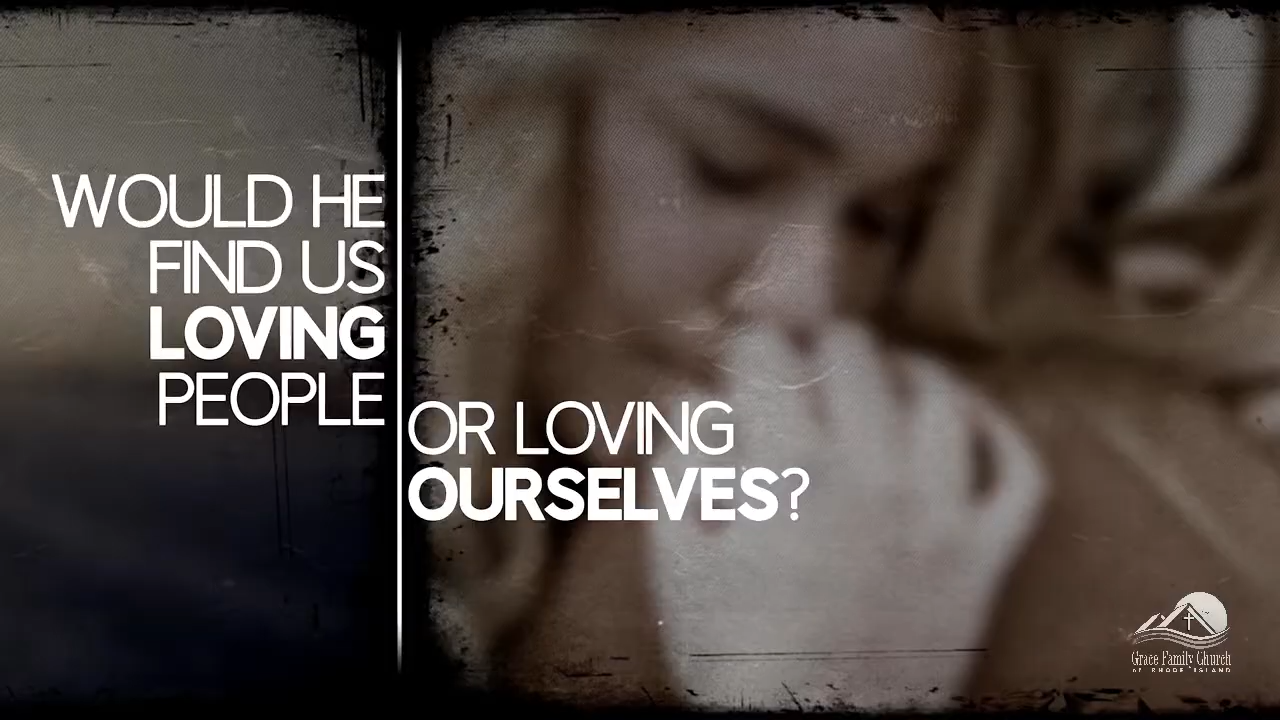 WOULD HE
FIND US
LOVING
PEOPLE
OR LOVING
OURSELVES?
Grace Family Church
OF RHODE ISLAND